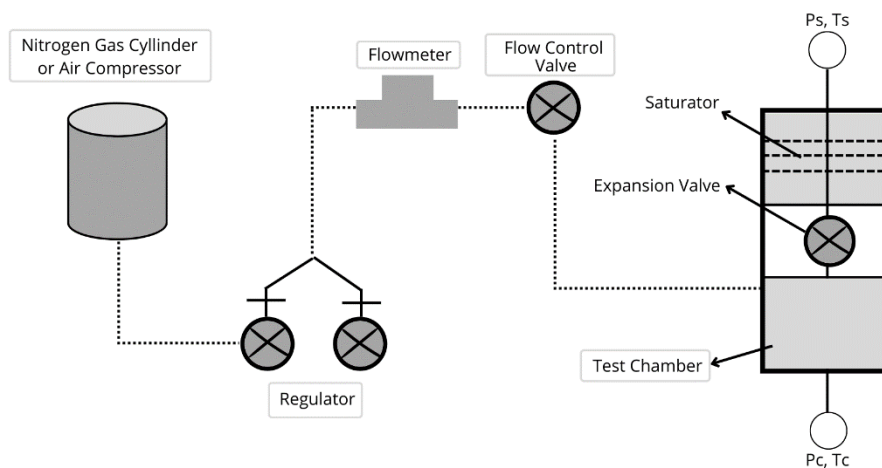 Nitrogen Gas Cyllinder
or Air Compressor
Flowmeter
Flow Control
Valve
Ps, Ts
Saturator
Expansion Valve
Test Chamber
Regulator
Pc, Tc